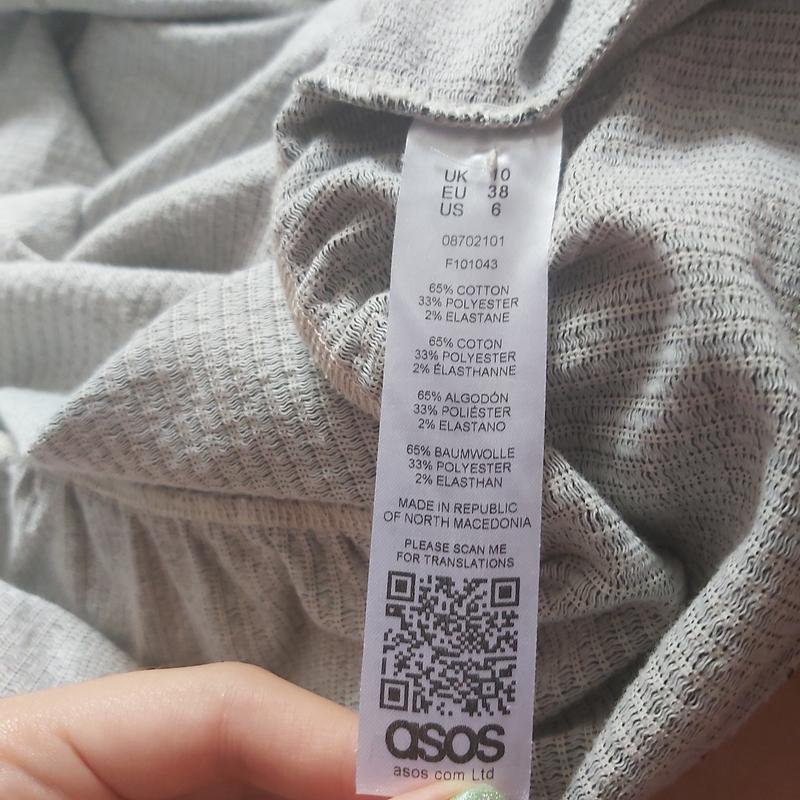 UK 10
EU 38
US 6
08702101
F101043
65% COTTON
33% POLYESTER
2% ELASTANE
65% COTON
33% POLYESTER
2% ÉLASTHANNE
65% ALGODÓN
33% POLIÉSTER
2% ELASTANO
65% BAUMWOLLE
33% POLYESTER
2% ELASTHAN
MADE IN REPUBLIC
OF NORTH MACEDONIA
PLEASE SCAN ME
FOR TRANSLATIONS
asos
asos com Ltd